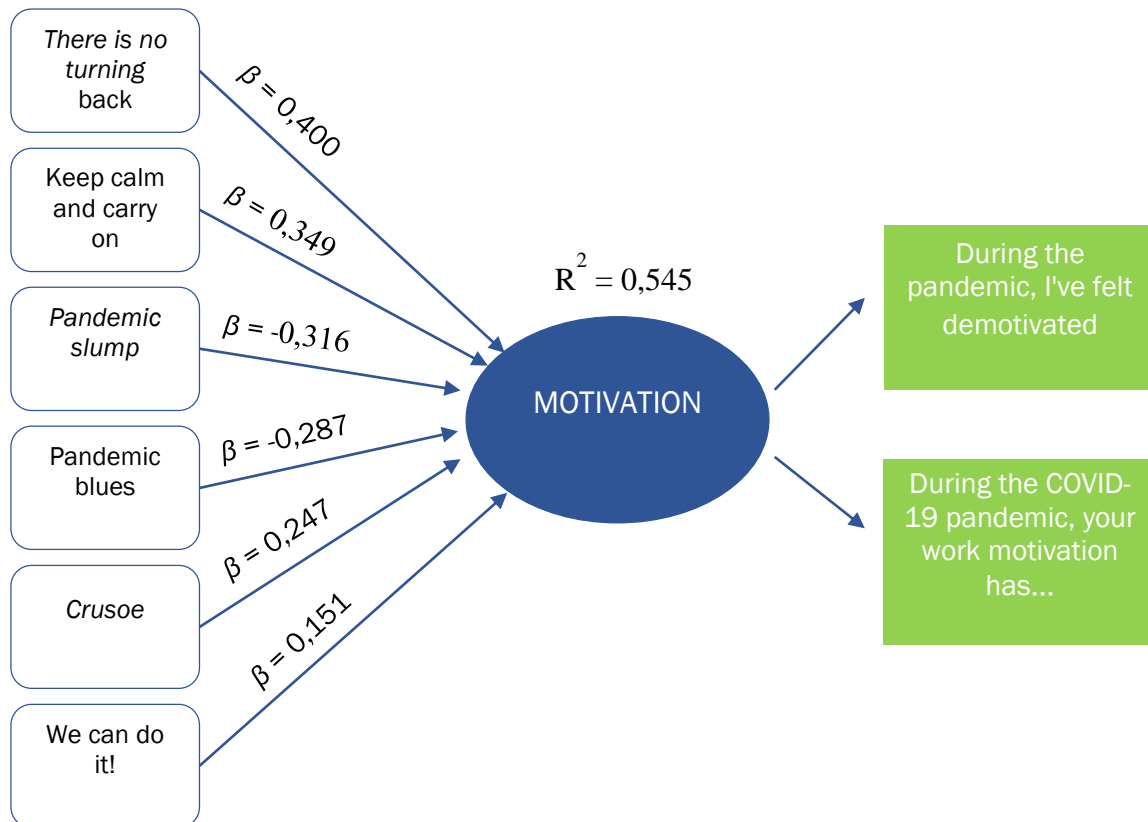 There is no
turning
back
β = 0,400
Keep calm
and carry
on
β = 0,349
Pandemic
slump
β = -0,316
Pandemic
blues
β = -0,287
Crusoe
β = 0,247
We can do
it!
β = 0,151
R² = 0,545
MOTIVATION
During the
pandemic, I've felt
demotivated
During the COVID-
19 pandemic, your
work motivation
has...